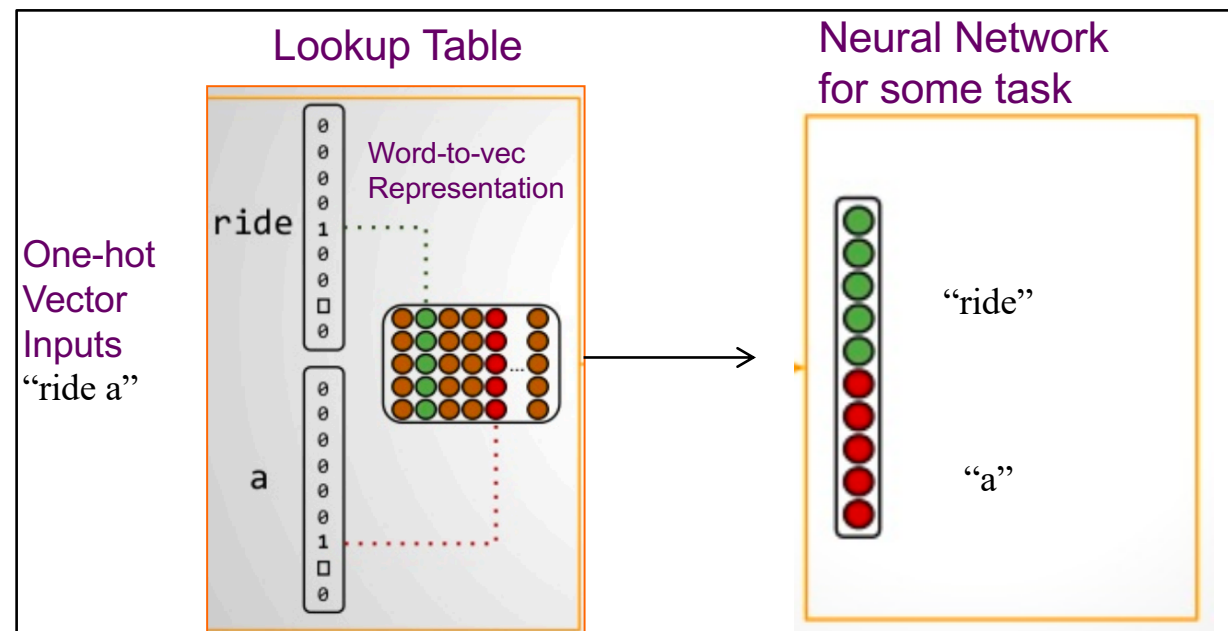 Lookup Table
Neural Network
for some task
One-hot
Vector
Inputs
“ride a”
ride
0
0
0
0
1
0
0
□
0
Word-to-vec
Representation
a
0
0
0
0
0
0
1
□
0
...
“ride”
“a”